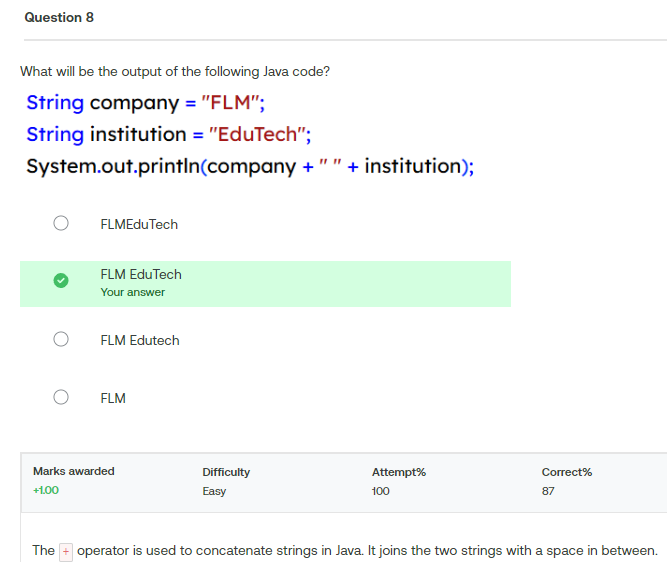 Question 8
What will be the output of the following Java code?
String company = "FLM";
String institution = "EduTech";
System.out.println(company + " " + institution);
FLMEduTech
FLM EduTech
Your answer
FLM Edutech
FLM
Marks awarded Difficulty Attempt% Correct%
+1.00 Easy 100 87
The + operator is used to concatenate strings in Java. It joins the two strings with a space in between.